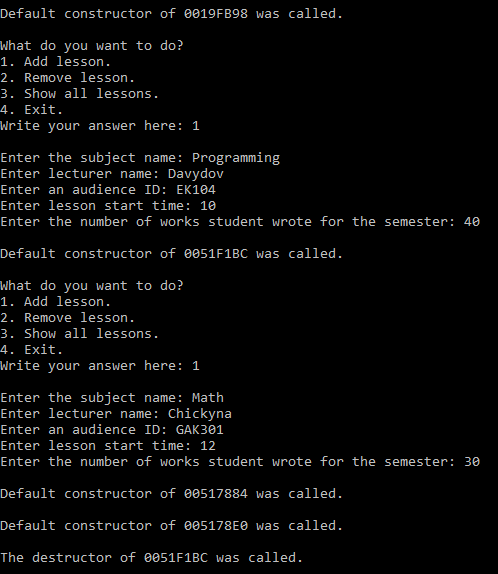 Default constructor of 0019FB98 was called.
What do you want to do?
1. Add lesson.
2. Remove lesson.
3. Show all lessons.
4. Exit.
Write your answer here: 1
Enter the subject name: Programming
Enter lecturer name: Davydov
Enter an audience ID: EK104
Enter lesson start time: 10
Enter the number of works student wrote for the semester: 40
Default constructor of 0051F1BC was called.
What do you want to do?
1. Add lesson.
2. Remove lesson.
3. Show all lessons.
4. Exit.
Write your answer here: 1
Enter the subject name: Math
Enter lecturer name: Chickyna
Enter an audience ID: GAK301
Enter lesson start time: 12
Enter the number of works student wrote for the semester: 30
Default constructor of 00517884 was called.
Default constructor of 005178E0 was called.
The destructor of 0051F1BC was called.